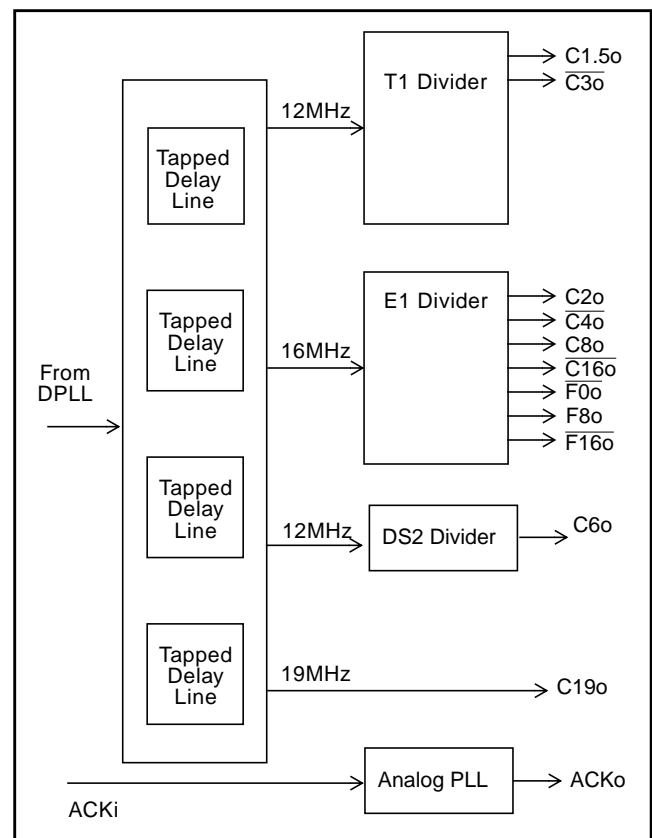 C1.5o
C3o
T1 Divider
12MHz
Tapped
Delay
Line
E1 Divider
C2o
C4o
C8o
C16o
F0o
F8o
F16o
Tapped
Delay
Line
16MHz
From
DPLL
Tapped
Delay
Line
12MHz
DS2 Divider
C6o
Tapped
Delay
Line
19MHz
C19o
Analog PLL
ACKo
ACKi